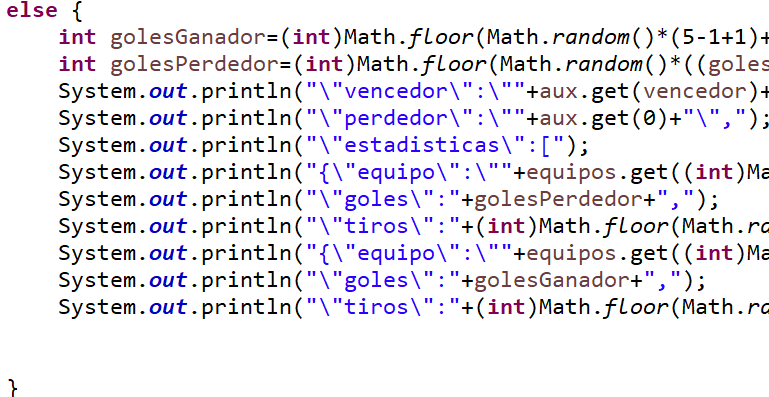 else {
int golesGanador=(int)Math.floor(Math.random()*(5-1+1)+
int golesPerdedor=(int)Math.floor(Math.random()*((goles
System.out.println("\"vencedor\":\""+aux.get(vencedor)+
System.out.println("\"perdedor\":\""+aux.get(0)+"\",");
System.out.println("\"estadisticas\":[");
System.out.println("{\"equipo\":\""+equipos.get((int)Ma
System.out.println("\"goles\":"+golesPerdedor+",");
System.out.println("\"tiros\":"+(int)Math.floor(Math.ra
System.out.println("{\"equipo\":\""+equipos.get((int)Ma
System.out.println("\"goles\":"+golesGanador+",");
System.out.println("\"tiros\":"+(int)Math.floor(Math.ra
}